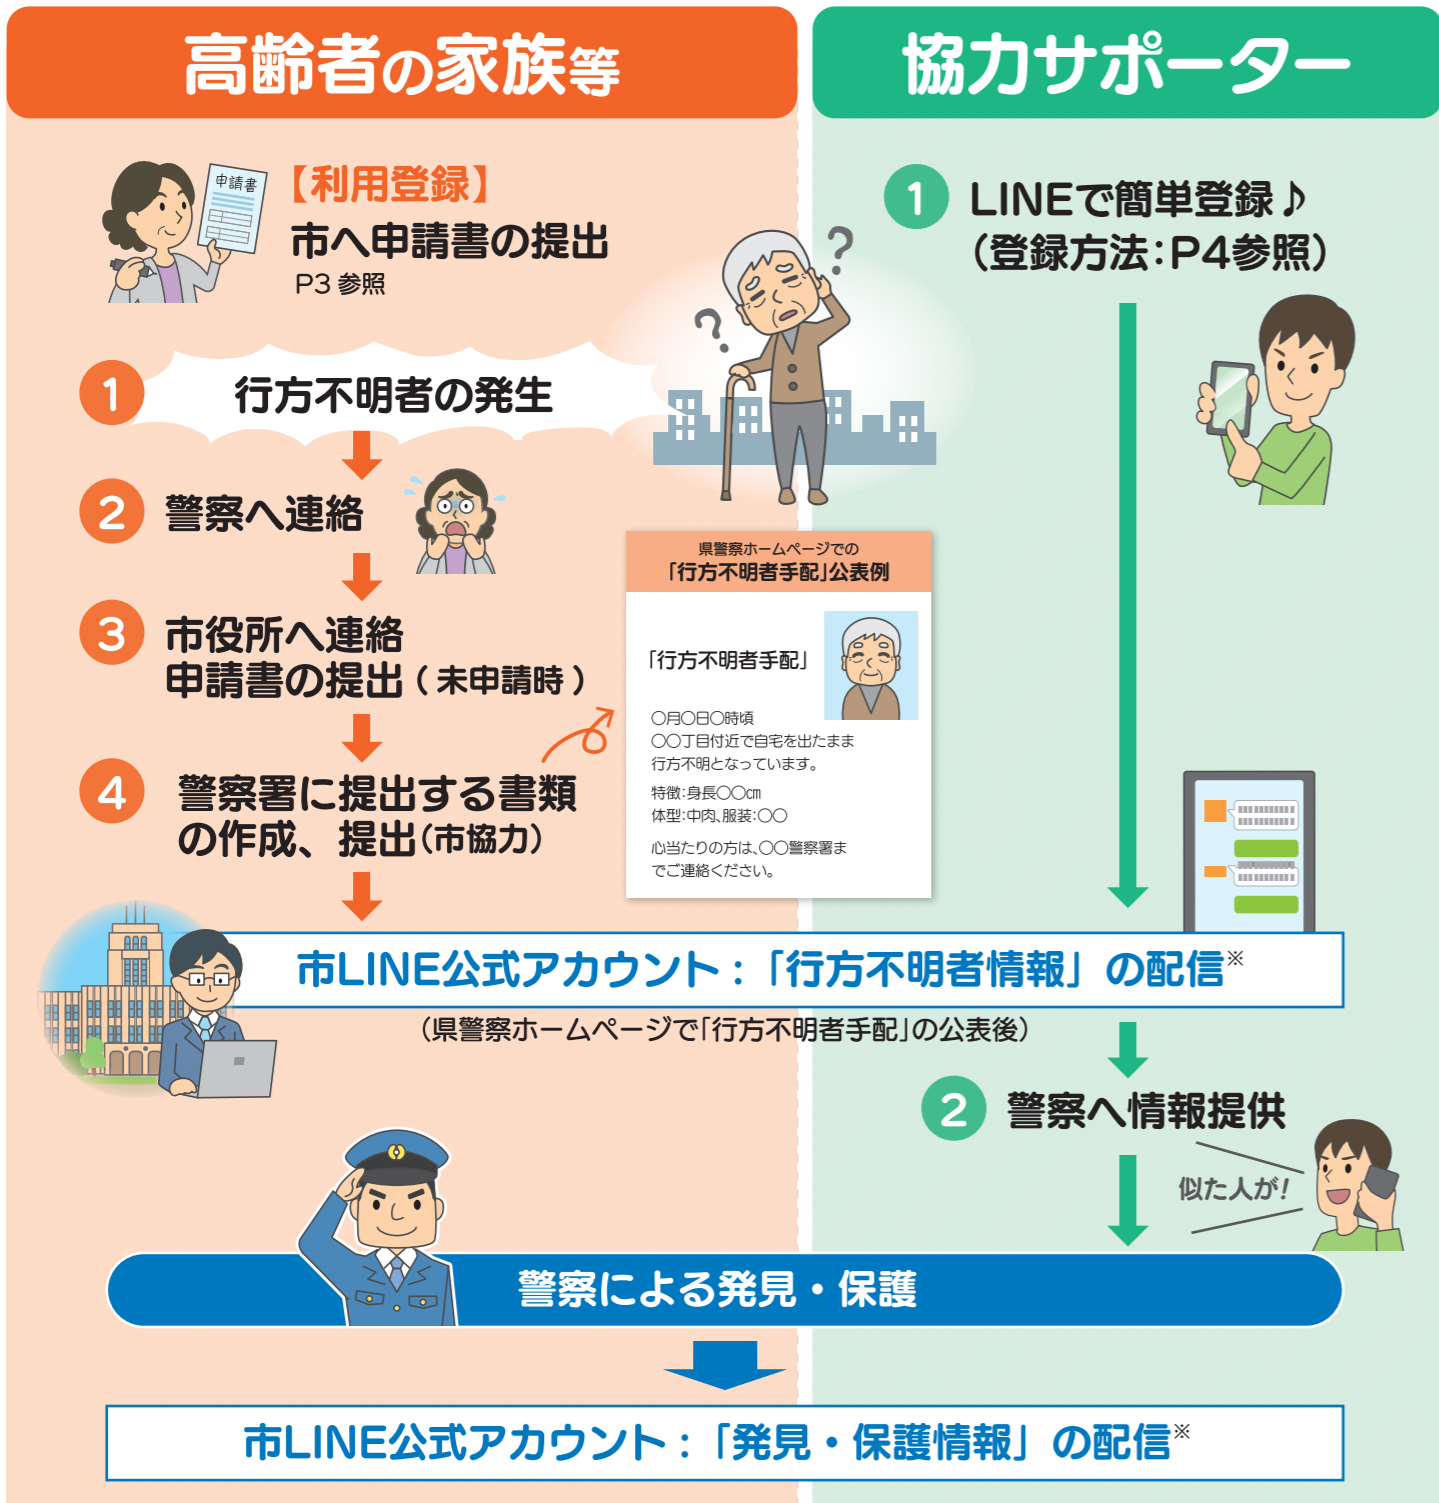 高齢者の家族等
申請書
【利用登録】
市へ申請書の提出
P3 参照
1
行方不明者の発生
?
?
2
警察へ連絡
3
市役所へ連絡
申請書の提出(未申請時)
4
警察署に提出する書類
の作成、提出(市協力)
県警察ホームページでの
「行方不明者手配」公表例
「行方不明者手配」
○月○日○時頃
○○丁目付近で自宅を出たまま
行方不明となっています。
特徴:身長○○㎝
体型:中肉、服装:○○
心当たりの方は、○○警察署ま
でご連絡ください。
協力サポーター
1
LINEで簡単登録♪
(登録方法:P4参照)
市LINE公式アカウント:「行方不明者情報」の配信※
(県警察ホームページで「行方不明者手配」の公表後)
2
警察へ情報提供
似た人が!
警察による発見・保護
市LINE公式アカウント:「発見・保護情報」の配信※